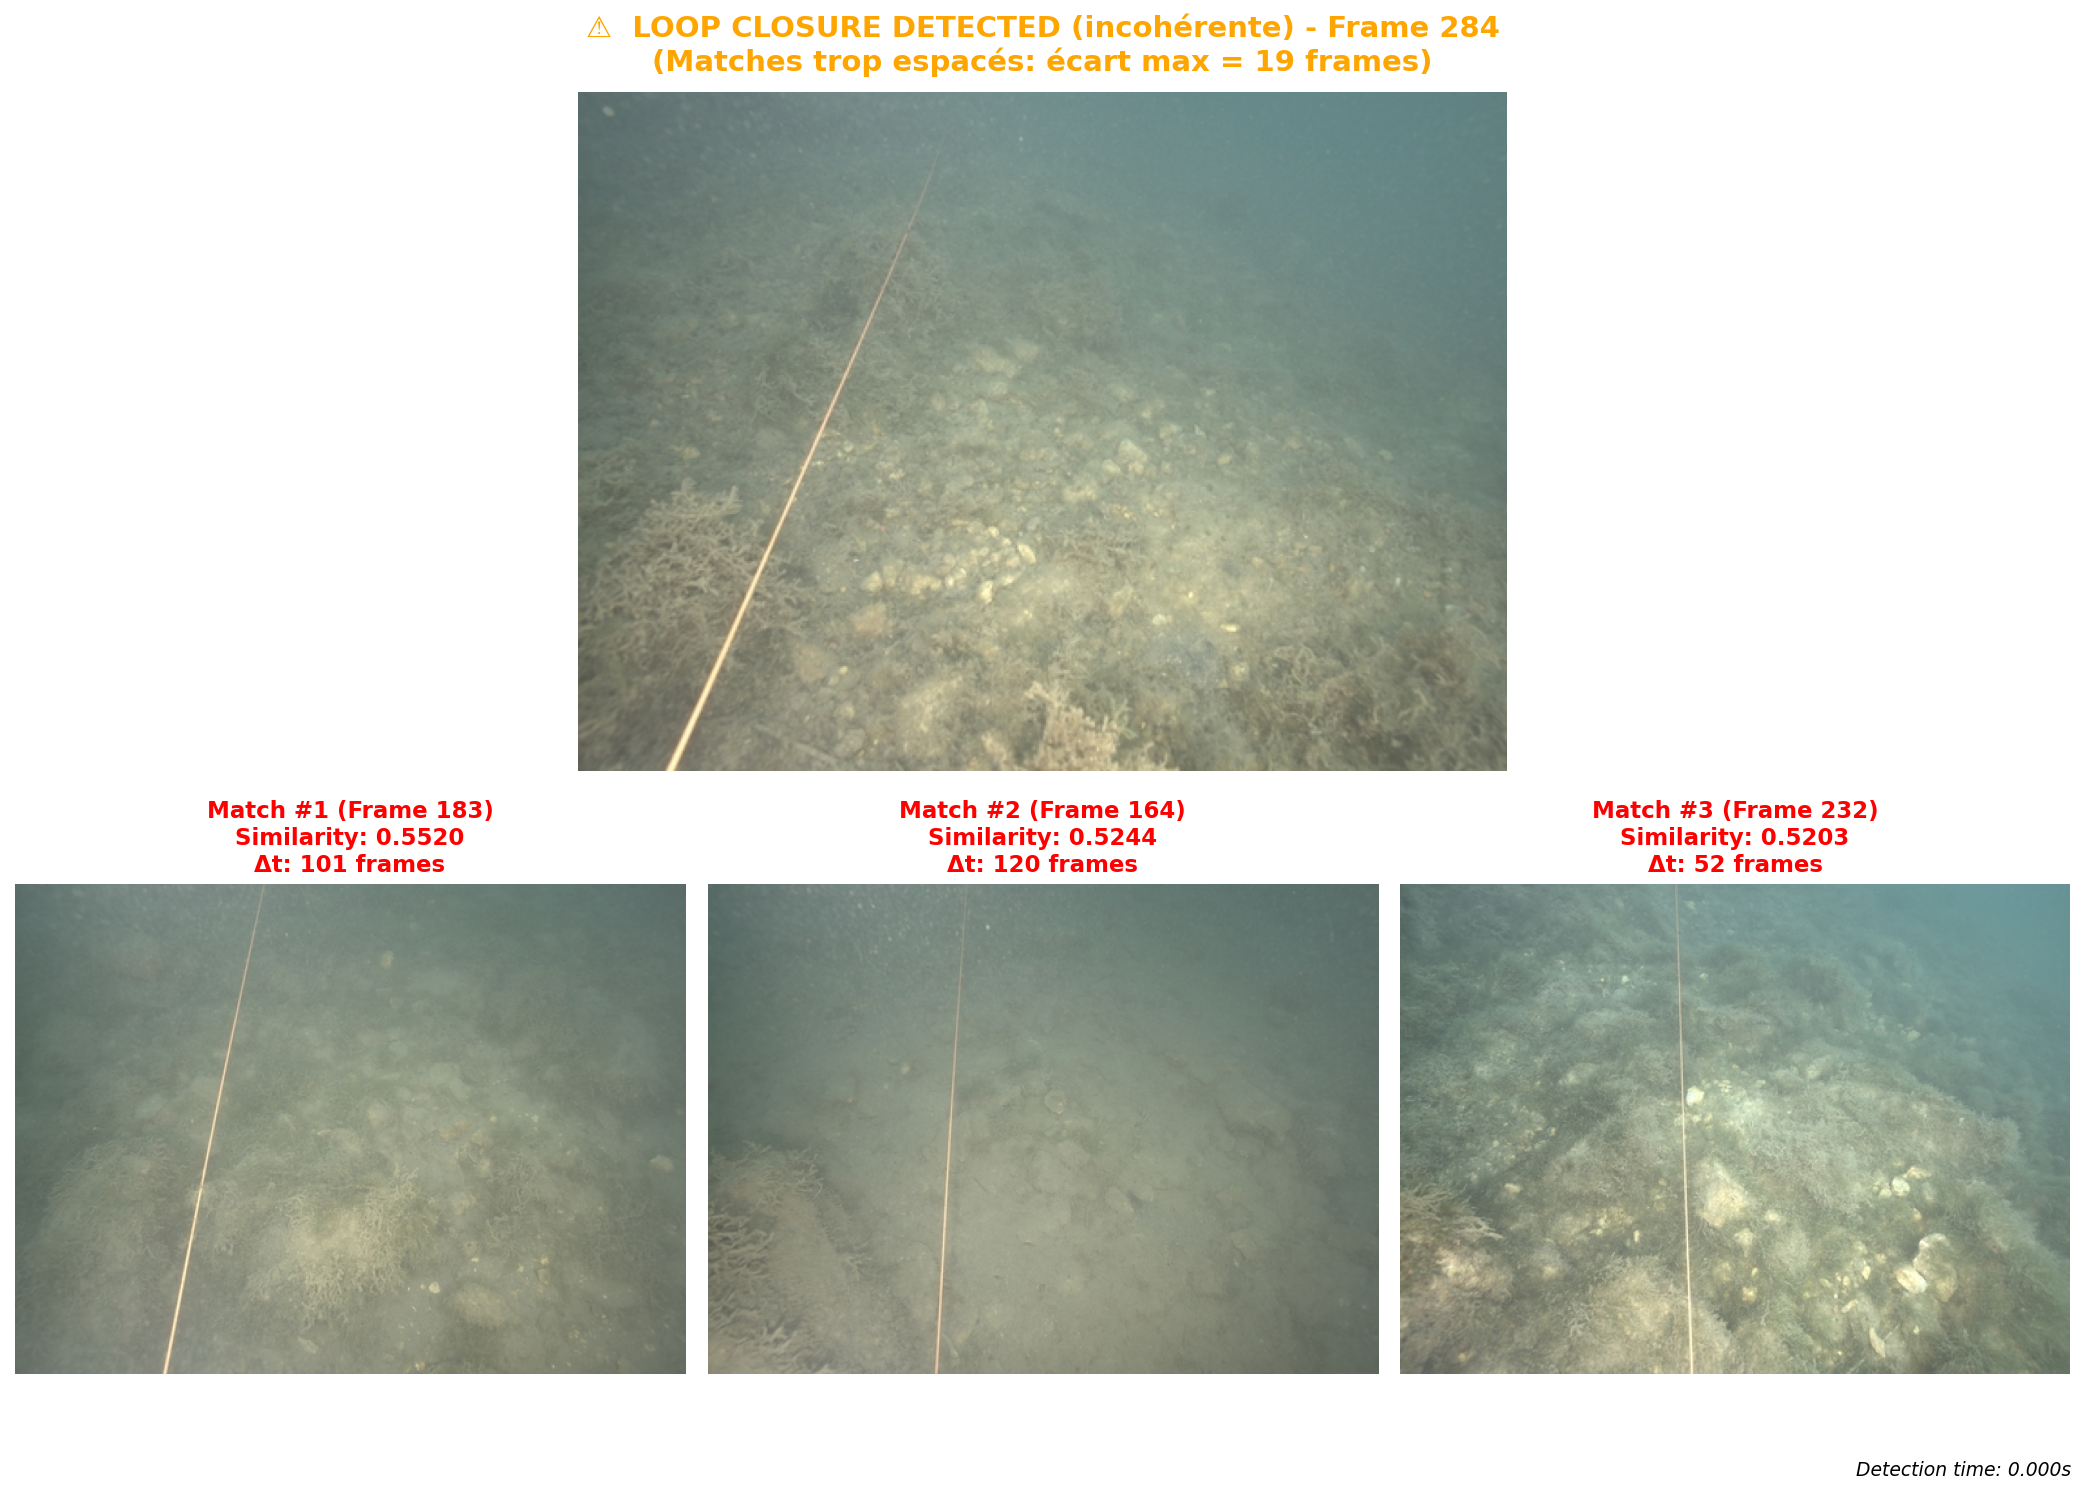 ⚠ LOOP CLOSURE DETECTED (incohérente) - Frame 284
(Matches trop espacés: écart max = 19 frames)
Match #1 (Frame 183)
Similarity: 0.5520
Δt: 101 frames
Match #2 (Frame 164)
Similarity: 0.5244
Δt: 120 frames
Match #3 (Frame 232)
Similarity: 0.5203
Δt: 52 frames
Detection time: 0.000s